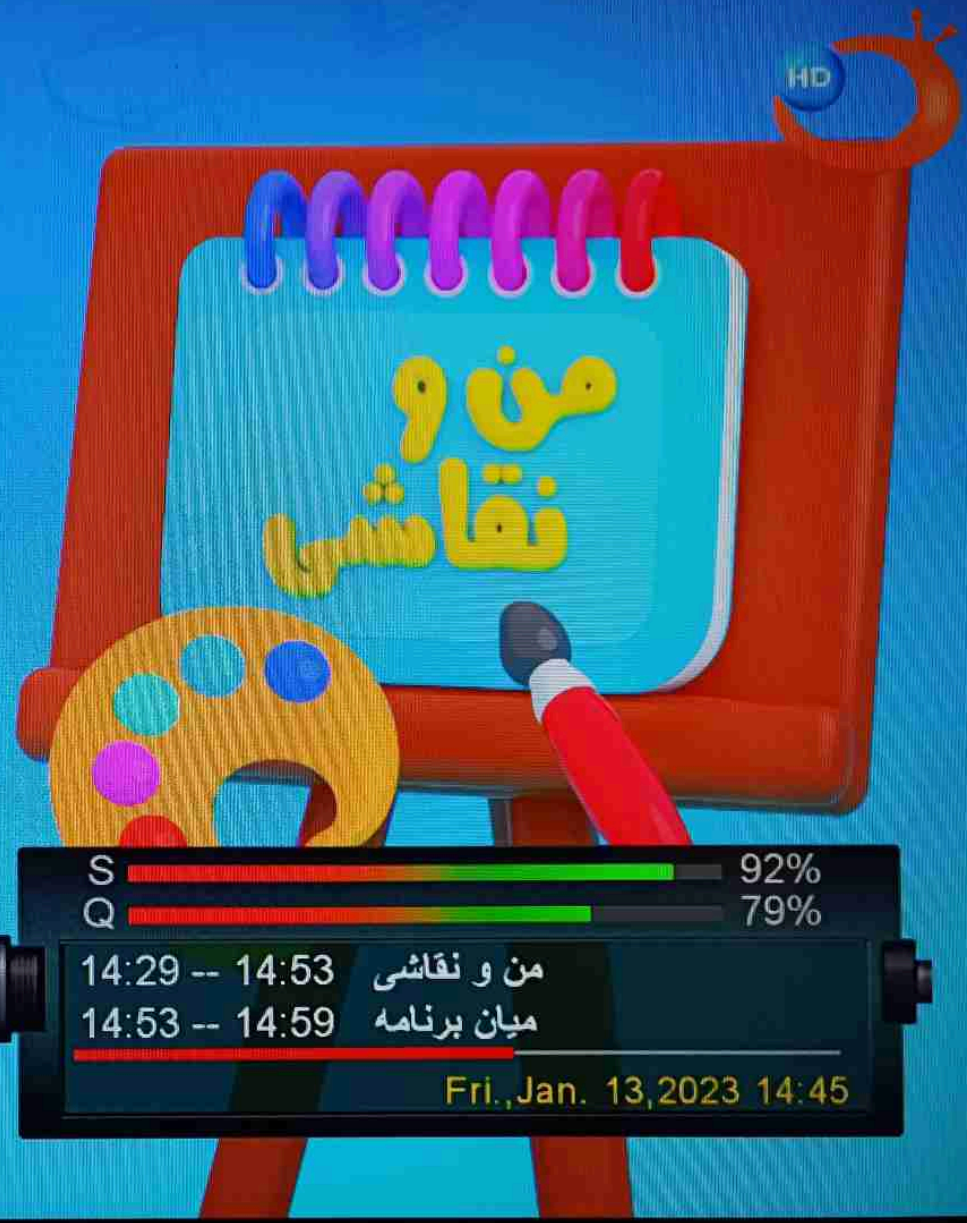 HD
من و
نقاشی
S 92%
Q 79%
14:29 -- 14:53 من و نقاشی
14:53 -- 14:59 میان برنامه
Fri.,Jan. 13,2023 14:45